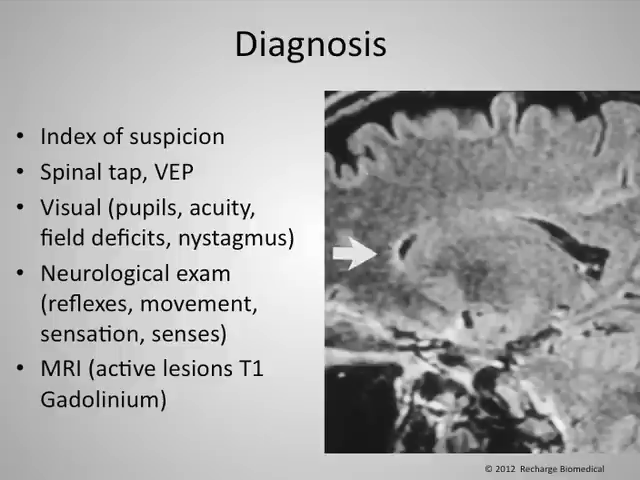 Diagnosis
• Index of suspicion
• Spinal tap, VEP
• Visual (pupils, acuity,
field deficits, nystagmus)
• Neurological exam
(reflexes, movement,
sensation, senses)
• MRI (active lesions T1
Gadolinium)
© 2012 Recharge Biomedical